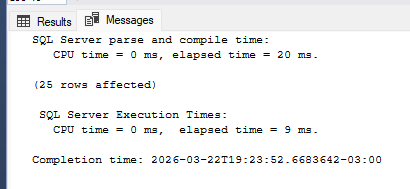 Results Messages
SQL Server parse and compile time:
CPU time = 0 ms, elapsed time = 20 ms.
(25 rows affected)
SQL Server Execution Times:
CPU time = 0 ms,  elapsed time = 9 ms.
Completion time: 2026-03-22T19:23:52.6683642-03:00